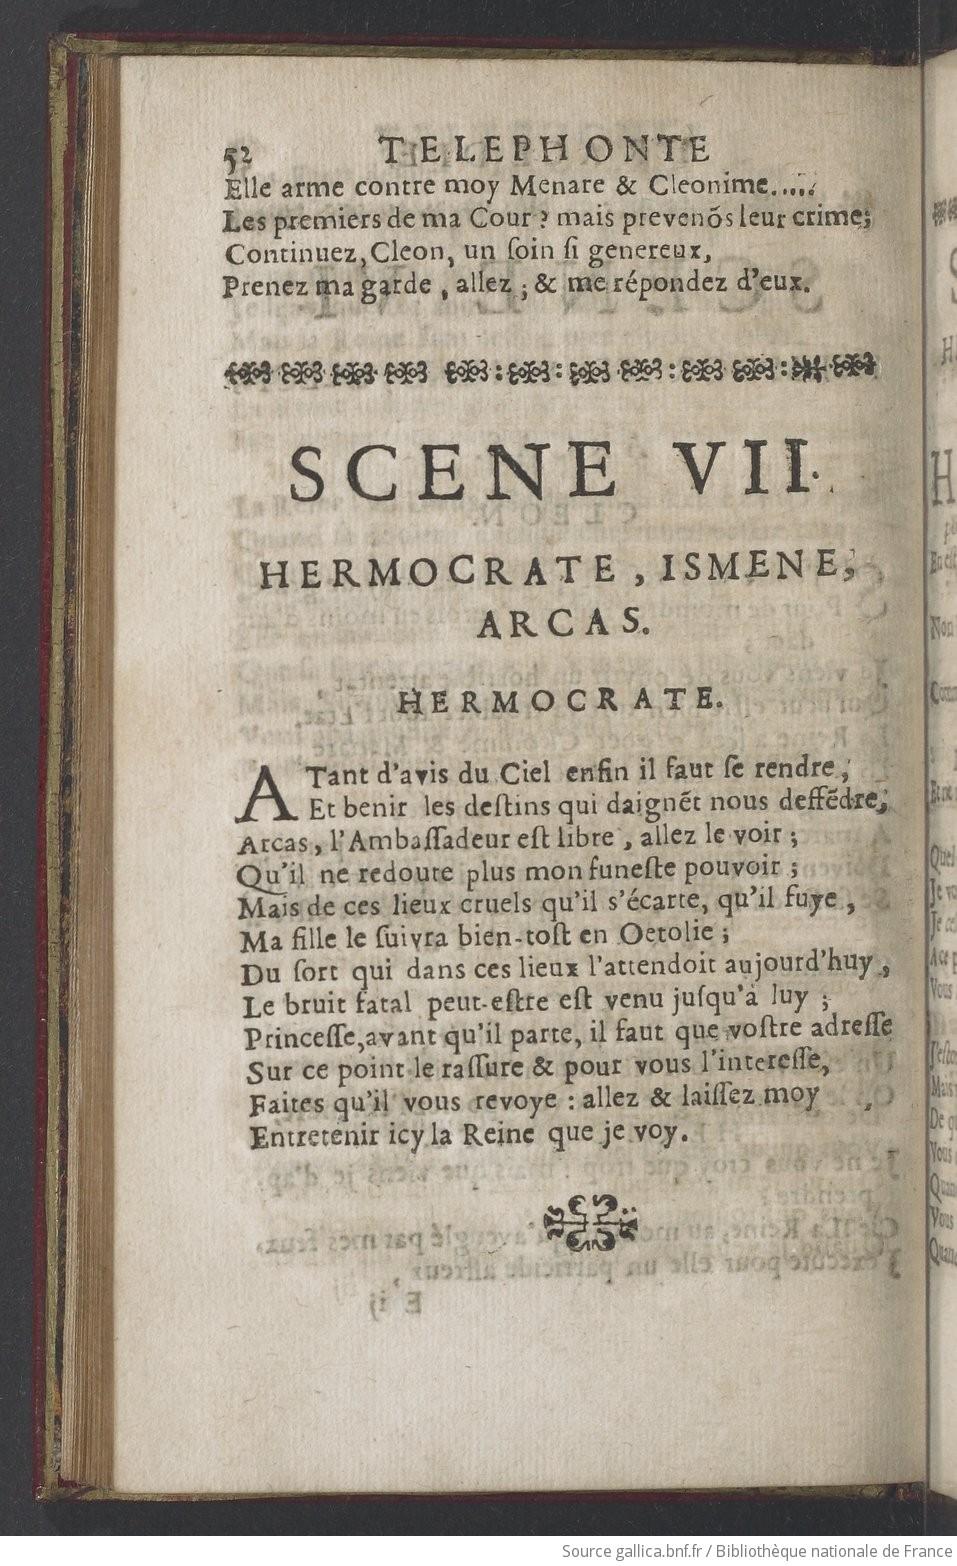 52 TELEPHONTE
Elle arme contre moy Menare & Cleonime.....
Les premiers de ma Cour ? mais prevenõs leur crime;
Continuez, Cleon, un ſoin ſi genereux,
Prenez ma garde , allez ; & me répondez d'eux.
SCENE VII.
HERMOCRATE , ISMENE,
ARCAS.
HERMOCRATE.
A Tant d'avis du Ciel enfin il faut ſe rendre,
Et benir les deſtins qui daignẽt nous deffẽdre,
Arcas, l'Ambaſſadeur eſt libre , allez le voir ;
Qu'il ne redoute plus mon funeſte pouvoir ;
Mais de ces lieux cruels qu'il s'écarte, qu'il fuye ,
Ma fille le ſuivra bien-toſt en Oetolie ;
Du ſort qui dans ces lieux l'attendoit aujourd'huy ,
Le bruit fatal peut-eſtre eſt venu juſqu'à luy ;
Princeſſe, avant qu'il parte, il faut que voſtre adreſſe
Sur ce point le raſſure & pour vous l'intereſſe,
Faites qu'il vous revoye : allez & laiſſez moy
Entretenir icy la Reine que je voy.
Source gallica.bnf.fr / Bibliothèque nationale de France